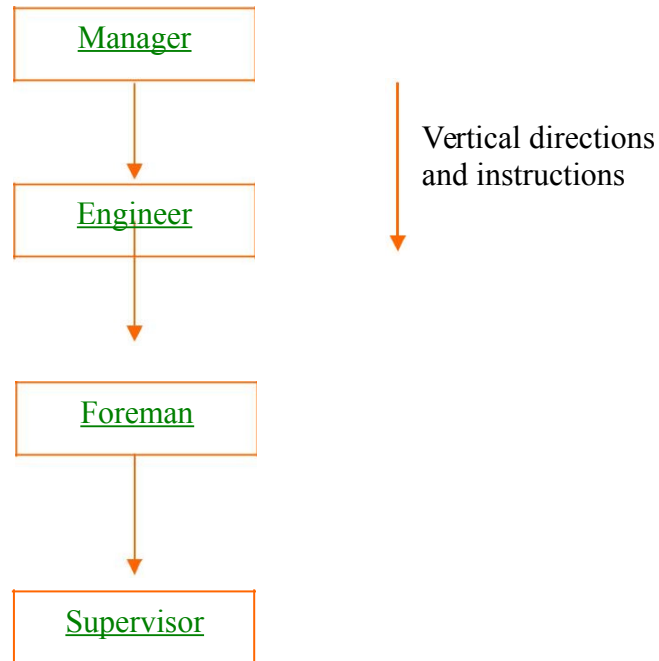 Manager
Vertical directions
and instructions
Engineer
Foreman
Supervisor